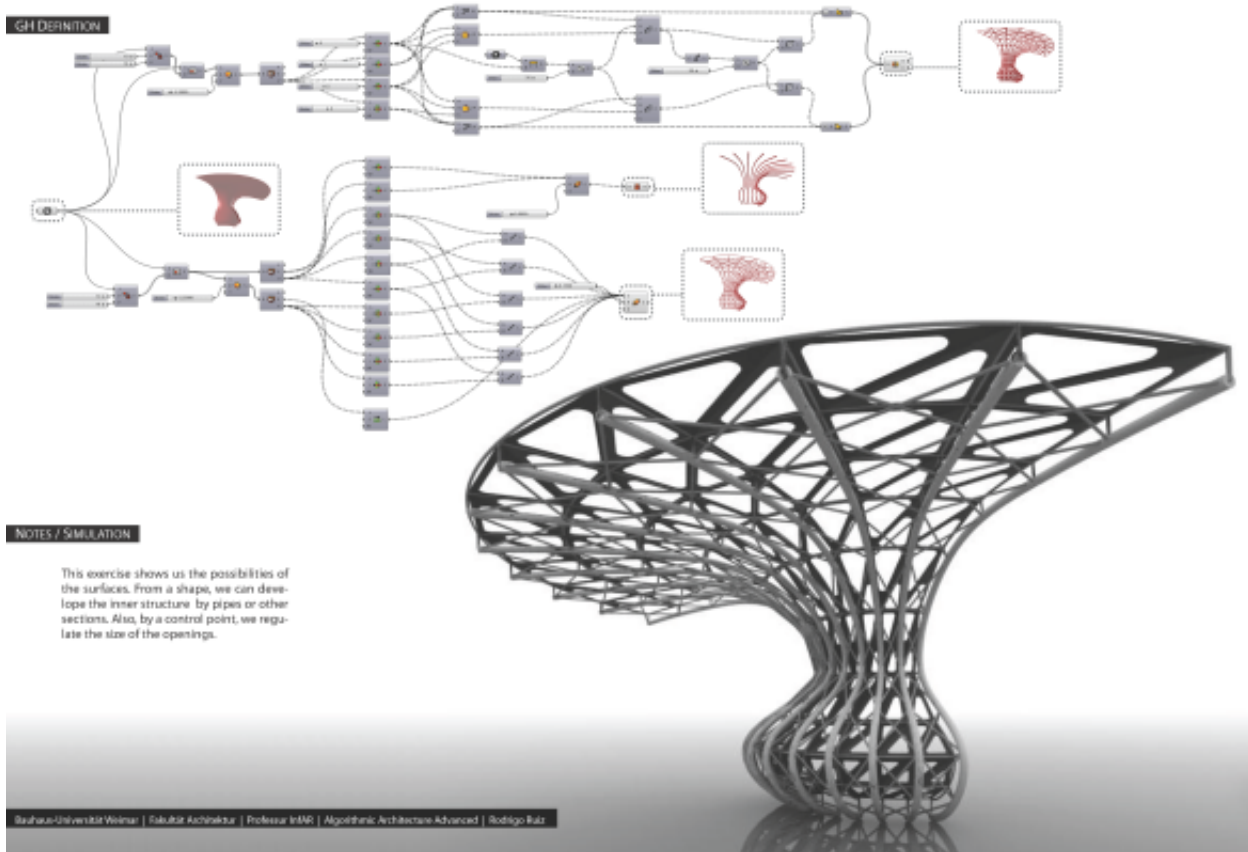 GH DEFINITION
NOTES / SIMULATION
This exercise shows us the possibilities of
the surfaces. From a shape, we can deve-
lope the inner structure by pipes or other
sections. Also, by a control point, we regu-
late the size of the openings.
Bauhaus-Universität Weimar | Fakultät Architektur | Professur InfAR | Algorithmic Architecture Advanced | Rodrigo Ruiz